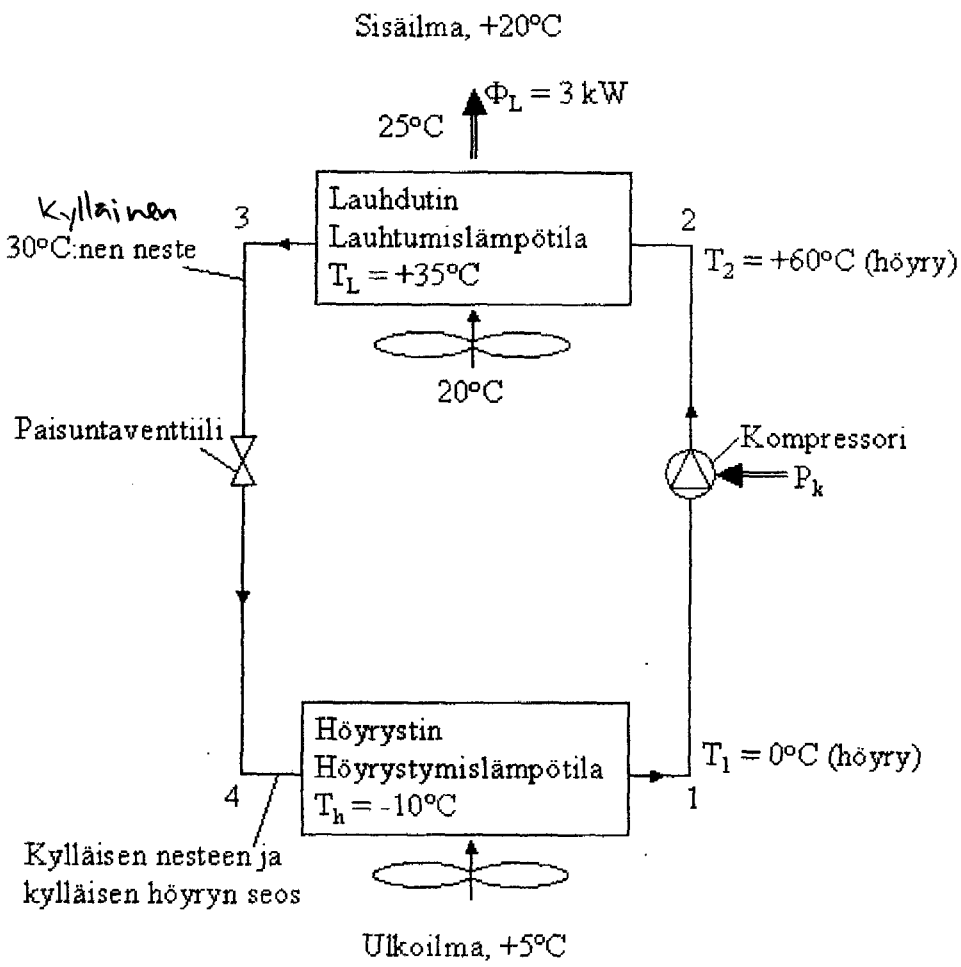 Sisäilma, +20°C
Φ_L = 3 kW
25°C
Kylläinen
30°C:nen neste
3
Lauhdutin
Lauhtumislämpötila
T_L = +35°C
2
T_2 = +60°C (höyry)
20°C
Paisuntaventtiili
Kompressori
P_k
Höyrystin
Höyrystymislämpötila
T_h = -10°C
4
1
T_1 = 0°C (höyry)
Kylläisen nesteen ja
kylläisen höyryn seos
Ulkoilma, +5°C